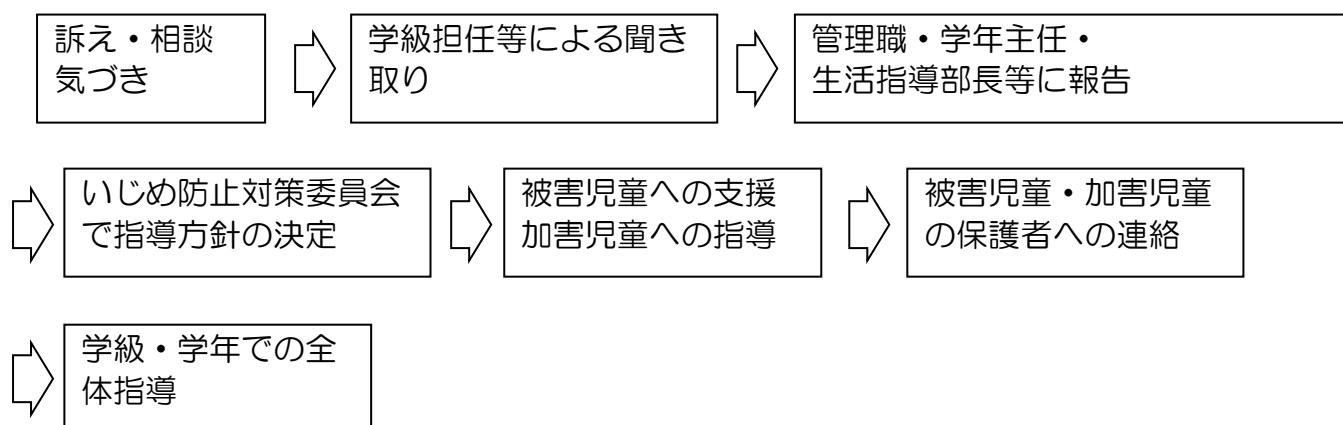 訴え・相談
気づき
学級担任等による聞き
取り
管理職・学年主任・
生活指導部長等に報告
いじめ防止対策委員会
で指導方針の決定
被害児童への支援
加害児童への指導
被害児童・加害児童
の保護者への連絡
学級・学年での全
体指導